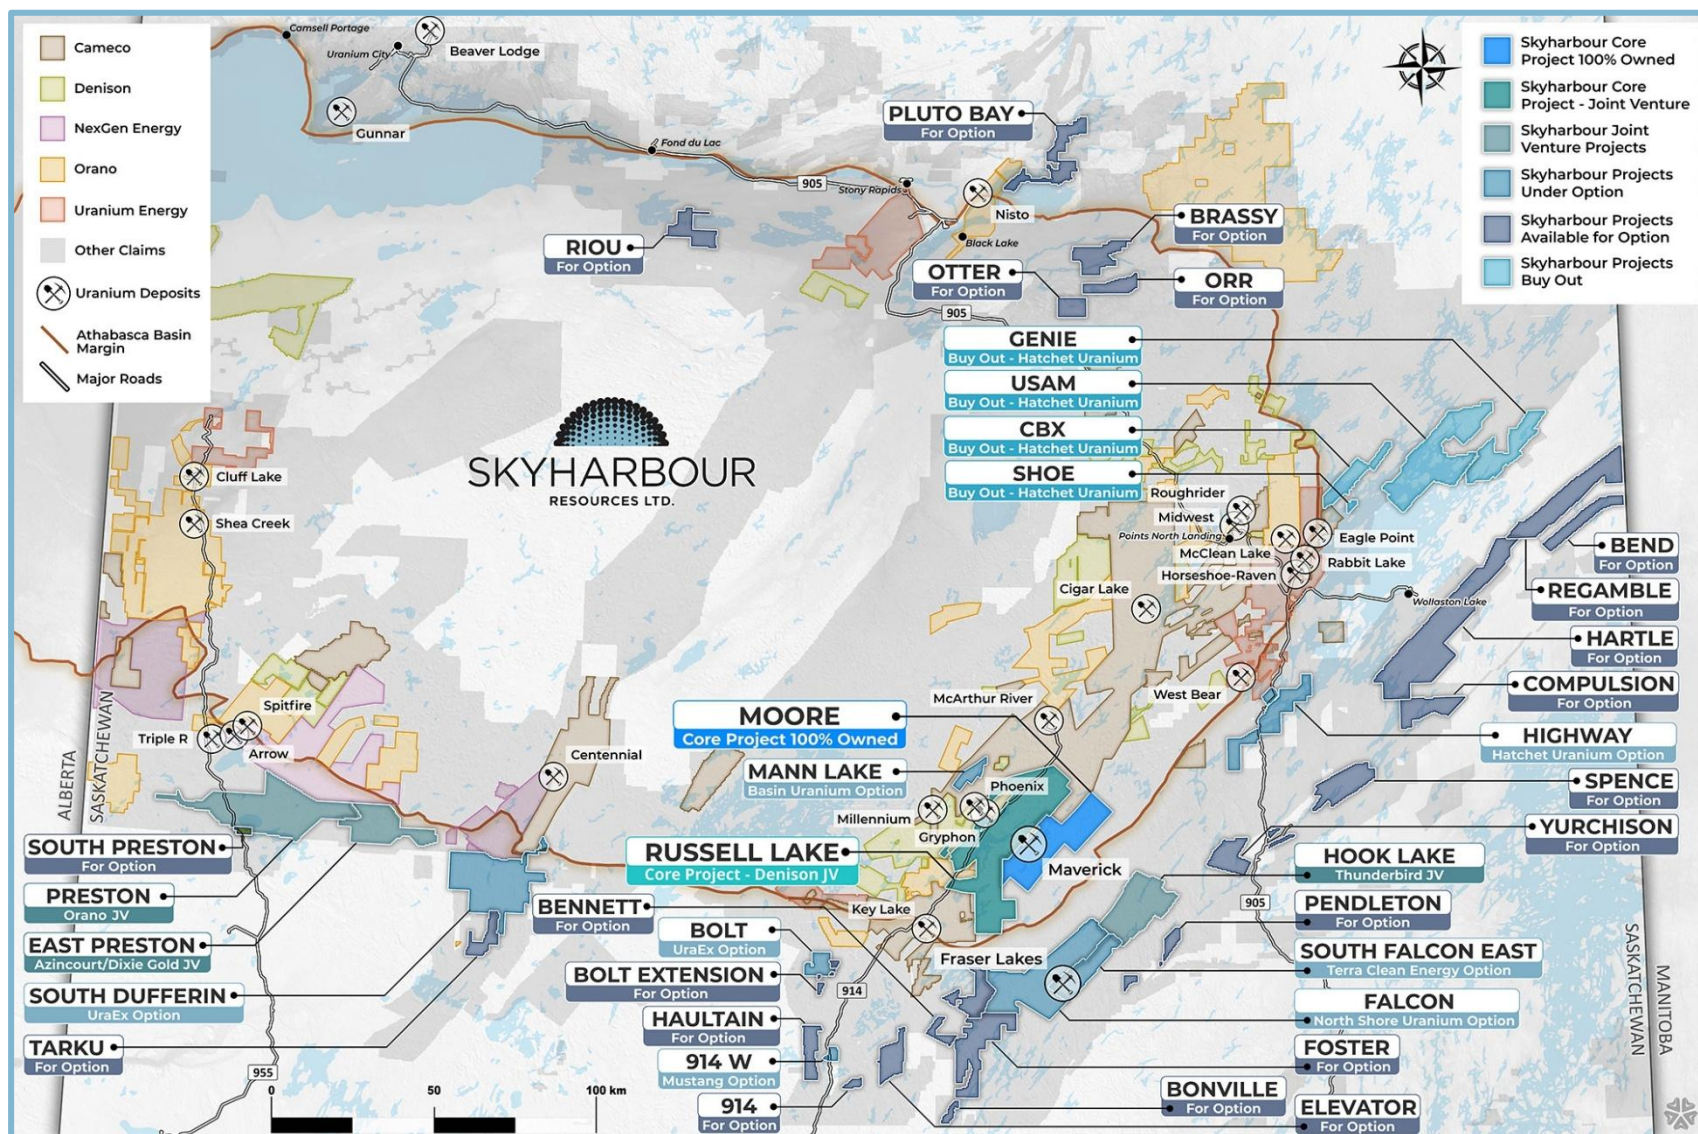 Cameco
Denison
NexGen Energy
Orano
Uranium Energy
Other Claims
Uranium Deposits
Athabasca Basin
Margin
Major Roads
Skyharbour Core
Project 100% Owned
Skyharbour Core
Project - Joint Venture
Skyharbour Joint
Venture Projects
Skyharbour Projects
Under Option
Skyharbour Projects
Available for Option
Skyharbour Projects
Buy Out
Camsell Portage
Uranium City
Beaver Lodge
Gunnar
Fond du Lac
905
Stony Rapids
PLUTO BAY
For Option
Nisto
Black Lake
BRASSY
For Option
RIOU
For Option
OTTER
For Option
ORR
For Option
905
GENIE
Buy Out - Hatchet Uranium
USAM
Buy Out - Hatchet Uranium
CBX
Buy Out - Hatchet Uranium
SHOE
Buy Out - Hatchet Uranium
SKYHARBOUR
RESOURCES LTD.
Cluff Lake
Shea Creek
Roughrider
Midwest
Points North Landing
McClean Lake
Eagle Point
Rabbit Lake
Horseshoe-Raven
Cigar Lake
Wollaston Lake
BEND
For Option
REGAMBLE
For Option
HARTLE
For Option
COMPULSION
For Option
HIGHWAY
Hatchet Uranium Option
SPENCE
For Option
YURCHISON
For Option
West Bear
McArthur River
MOORE
Core Project 100% Owned
MANN LAKE
Basin Uranium Option
Phoenix
Millennium
Gryphon
RUSSELL LAKE
Core Project - Denison JV
Maverick
Key Lake
Spitfire
Triple R
Arrow
Centennial
ALBERTA
SASKATCHEWAN
SOUTH PRESTON
For Option
PRESTON
Orano JV
EAST PRESTON
Azincourt/Dixie Gold JV
SOUTH DUFFERIN
UraEx Option
TARKU
For Option
955
BENNETT
For Option
BOLT
UraEx Option
BOLT EXTENSION
For Option
HAULTAIN
For Option
914 W
Mustang Option
914
For Option
914
Fraser Lakes
HOOK LAKE
Thunderbird JV
905
PENDLETON
For Option
SOUTH FALCON EAST
Terra Clean Energy Option
FALCON
North Shore Uranium Option
FOSTER
For Option
BONVILLE
For Option
ELEVATOR
For Option
SASKATCHEWAN
MANITOBA
0
50
100 km